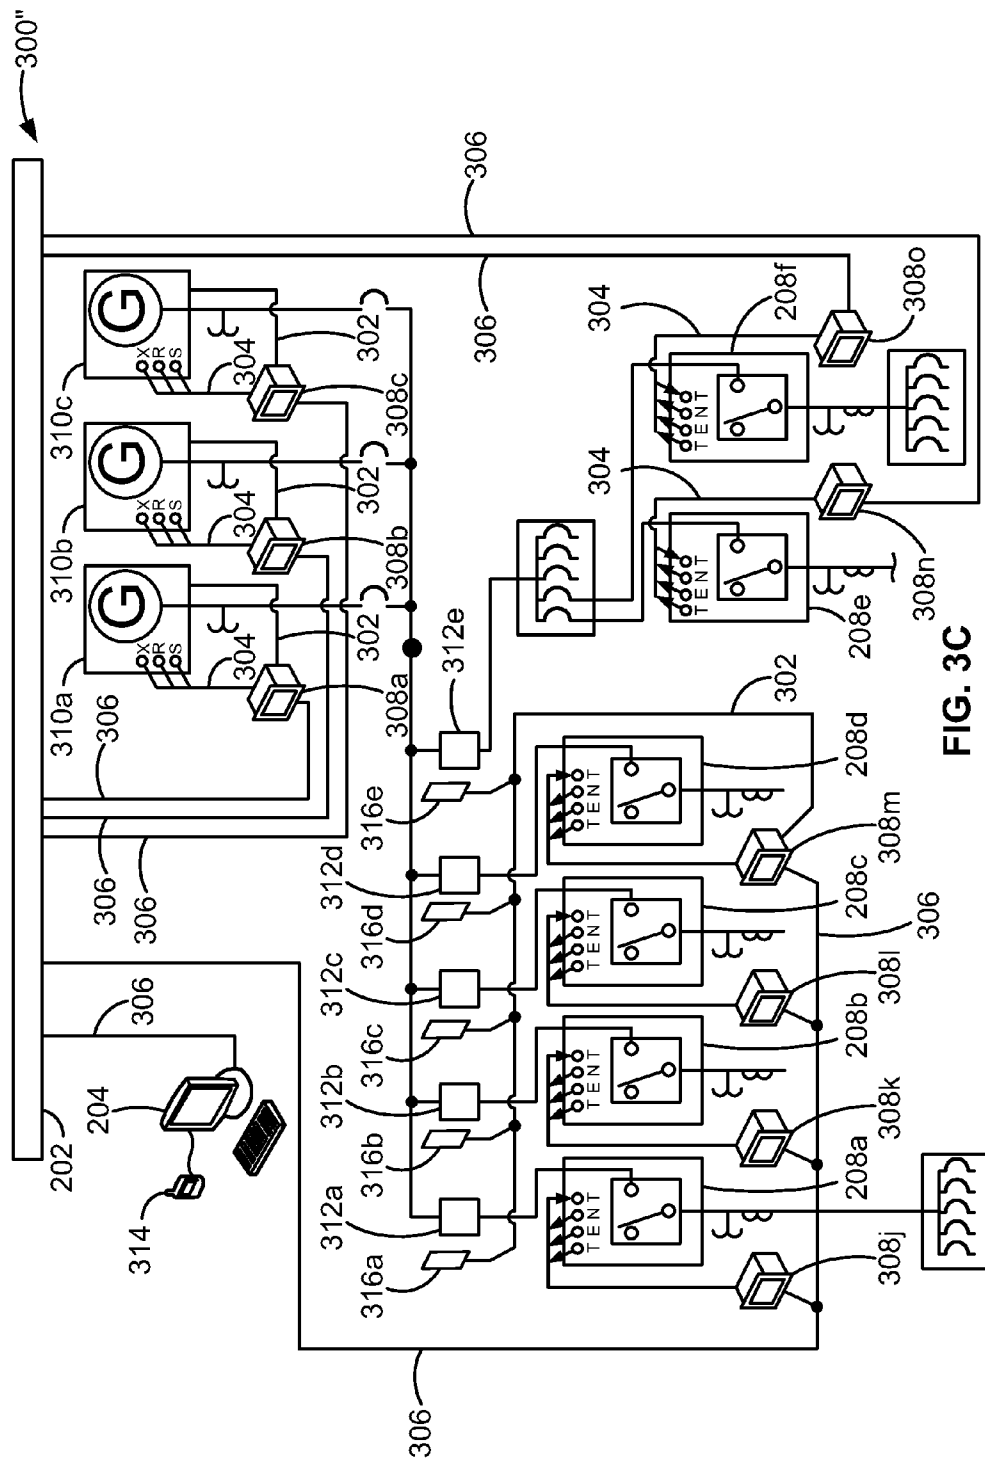 300"
202
204
306
314
306
306
306
310a
310b
310c
G
G
G
X
R
S
X
R
S
X
R
S
304
304
304
302
302
302
308a
308b
308c
306
306
312a
312b
312c
312d
312e
316a
316b
316c
316d
316e
302
T E N T
T E N T
T E N T
T E N T
208a
208b
208c
208d
308j
308k
308l
308m
306
306
304
304
T E N T
T E N T
208e
208f
308n
308o
FIG. 3C